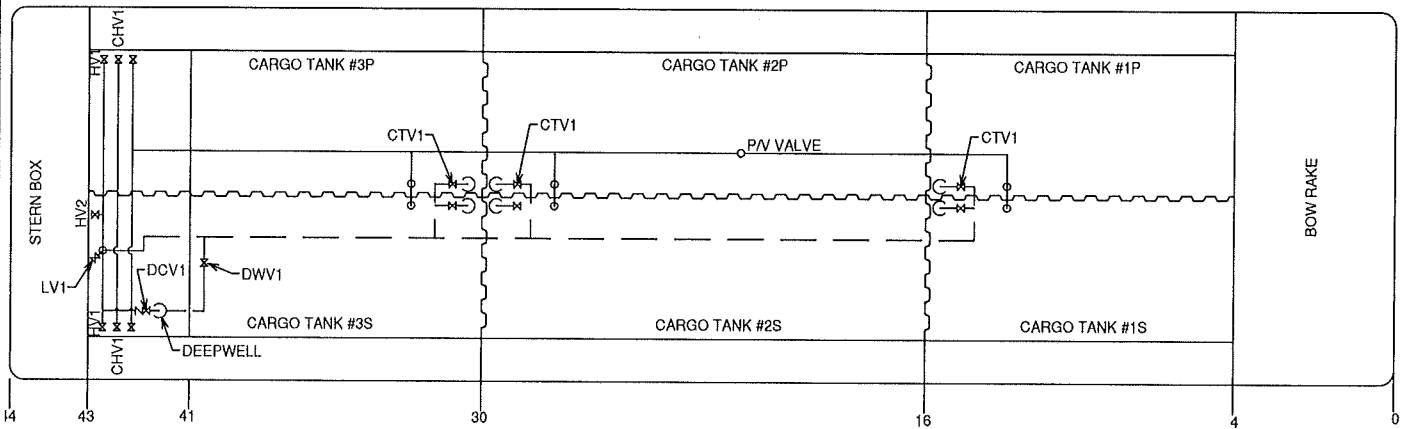 CHV1
HV1
CARGO TANK #3P
CARGO TANK #2P
CARGO TANK #1P
CTV1
CTV1
CTV1
P/V VALVE
STERN BOX
HV2
BOW RAKE
LV1
DCV1
DWV1
HV1
CARGO TANK #3S
CARGO TANK #2S
CARGO TANK #1S
CHV1
DEEPWELL
14
43
41
30
16
4
0